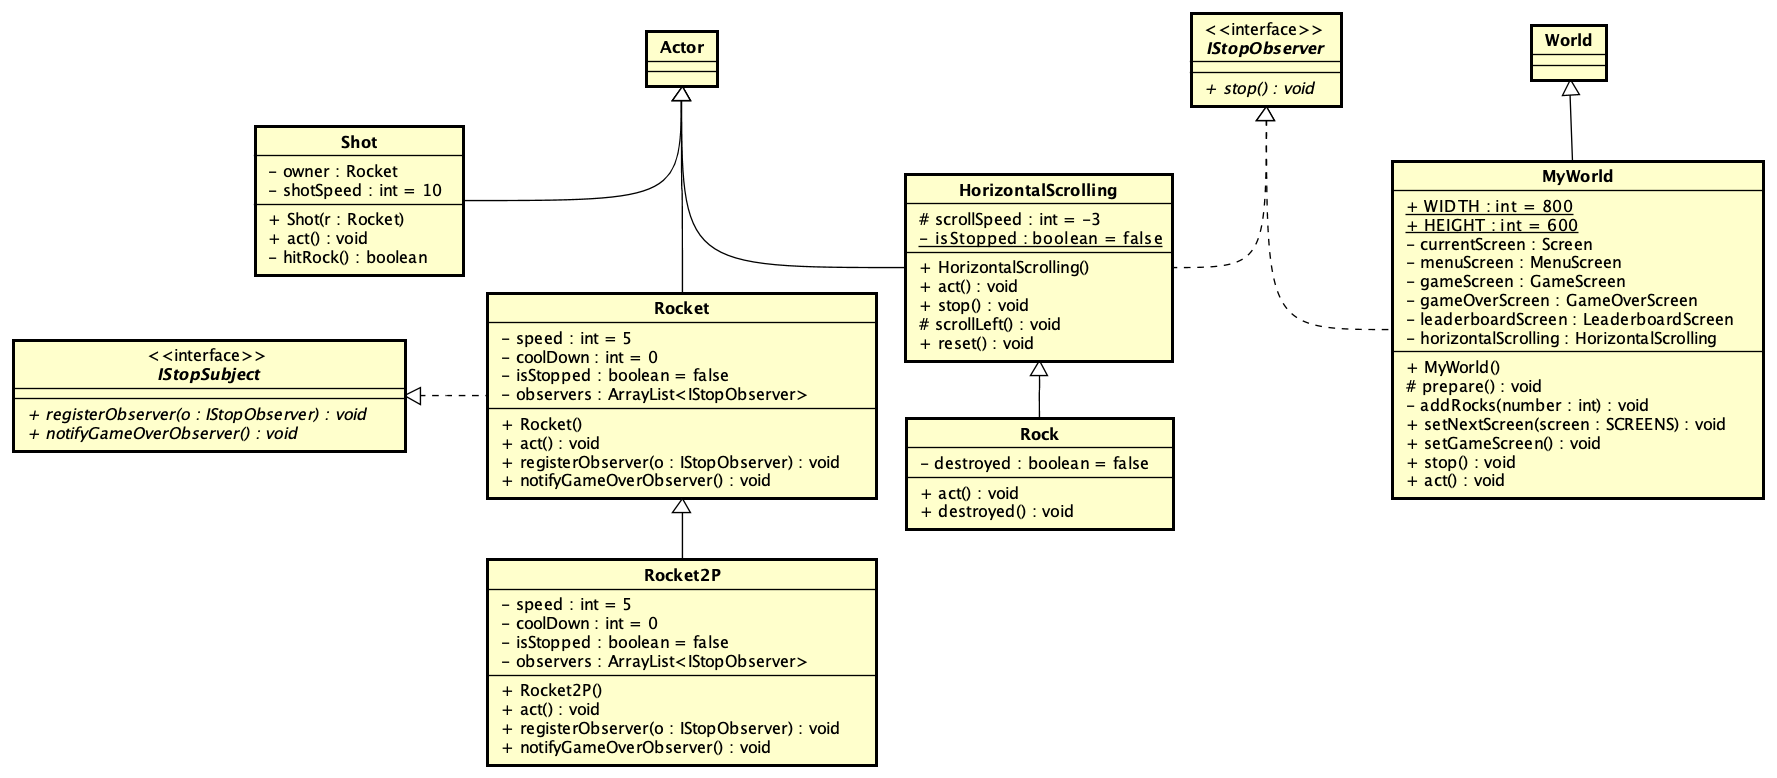 Actor
<<interface>>
IStopObserver
+ stop() : void
World
Shot
– owner : Rocket
– shotSpeed : int = 10
+ Shot(r : Rocket)
+ act() : void
– hitRock() : boolean
HorizontalScrolling
# scrollSpeed : int = –3
– isStopped : boolean = false
+ HorizontalScrolling()
+ act() : void
+ stop() : void
# scrollLeft() : void
+ reset() : void
MyWorld
+ WIDTH : int = 800
+ HEIGHT : int = 600
– currentScreen : Screen
– menuScreen : MenuScreen
– gameScreen : GameScreen
– gameOverScreen : GameOverScreen
– leaderboardScreen : LeaderboardScreen
– horizontalScrolling : HorizontalScrolling
+ MyWorld()
# prepare() : void
– addRocks(number : int) : void
+ setNextScreen(screen : SCREENS) : void
+ setGameScreen() : void
+ stop() : void
+ act() : void
<<interface>>
IStopSubject
+ registerObserver(o : IStopObserver) : void
+ notifyGameOverObserver() : void
Rocket
– speed : int = 5
– coolDown : int = 0
– isStopped : boolean = false
– observers : ArrayList<IStopObserver>
+ Rocket()
+ act() : void
+ registerObserver(o : IStopObserver) : void
+ notifyGameOverObserver() : void
Rock
– destroyed : boolean = false
+ act() : void
+ destroyed() : void
Rocket2P
– speed : int = 5
– coolDown : int = 0
– isStopped : boolean = false
– observers : ArrayList<IStopObserver>
+ Rocket2P()
+ act() : void
+ registerObserver(o : IStopObserver) : void
+ notifyGameOverObserver() : void